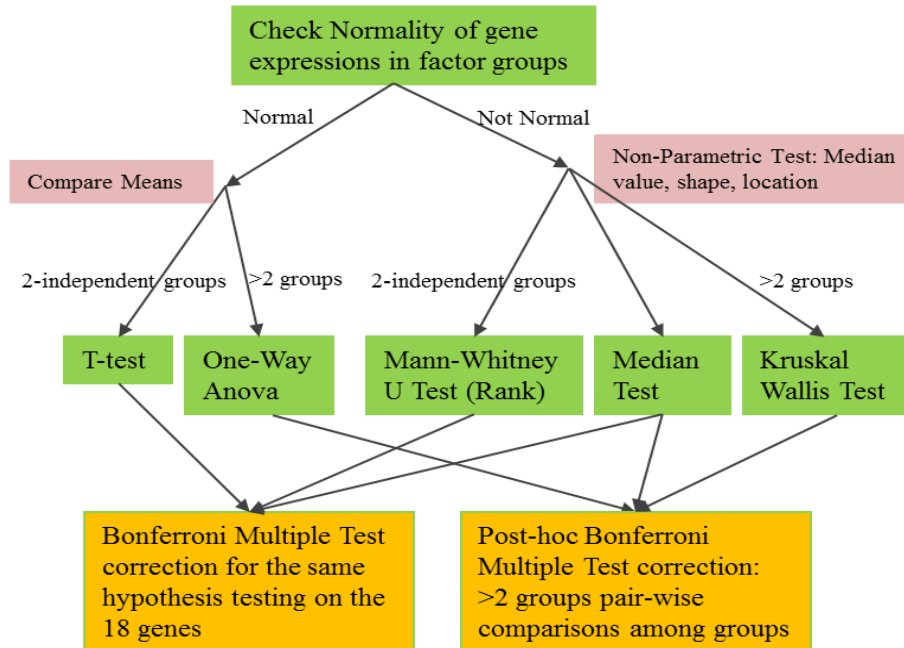 Check Normality of gene
expressions in factor groups
Normal
Not Normal
Compare Means
Non-Parametric Test: Median
value, shape, location
2-independent groups
>2 groups
2-independent groups
>2 groups
T-test
One-Way
Anova
Mann-Whitney
U Test (Rank)
Median
Test
Kruskal
Wallis Test
Bonferroni Multiple Test
correction for the same
hypothesis testing on the
18 genes
Post-hoc Bonferroni
Multiple Test correction:
>2 groups pair-wise
comparisons among groups